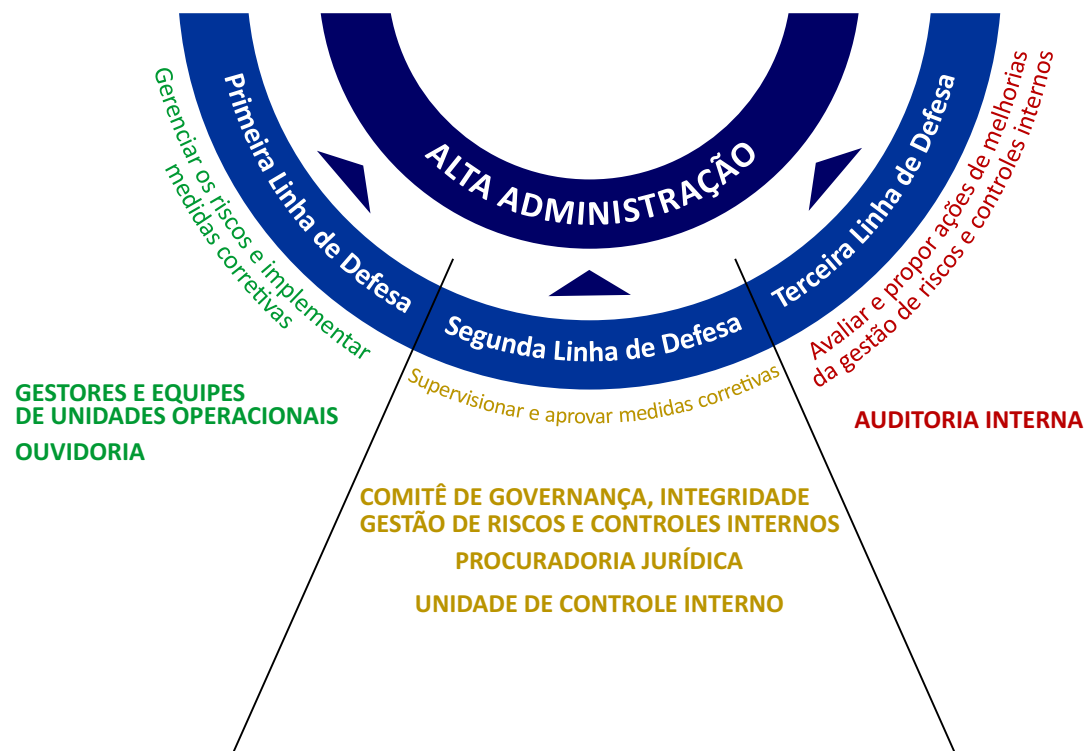 ALTA ADMINISTRAÇÃO
Primeira Linha de Defesa
Gerenciar os riscos e implementar
medidas corretivas
GESTORES E EQUIPES
DE UNIDADES OPERACIONAIS
OUVIDORIA
Segunda Linha de Defesa
Supervisionar e aprovar medidas corretivas
COMITÊ DE GOVERNANÇA, INTEGRIDADE
GESTÃO DE RISCOS E CONTROLES INTERNOS
PROCURADORIA JURÍDICA
UNIDADE DE CONTROLE INTERNO
Terceira Linha de Defesa
Avaliar e propor ações de melhorias
da gestão de riscos e controles internos
AUDITORIA INTERNA